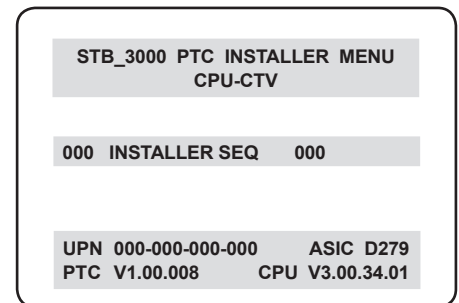 STB_3000 PTC INSTALLER MENU
CPU-CTV
000 INSTALLER SEQ 000
UPN 000-000-000-000 ASIC D279
PTC V1.00.008 CPU V3.00.34.01